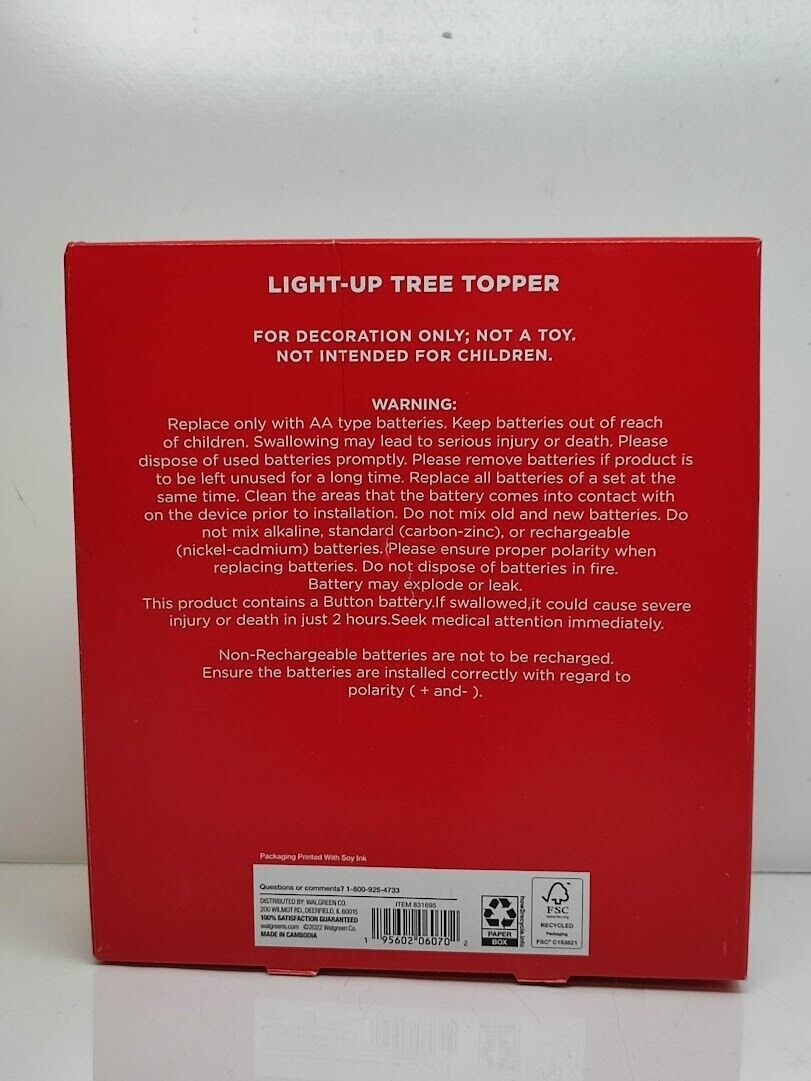 LIGHT-UP TREE TOPPER
FOR DECORATION ONLY; NOT A TOY.
NOT INTENDED FOR CHILDREN.
WARNING:
Replace only with AA type batteries. Keep batteries out of reach
of children. Swallowing may lead to serious injury or death. Please
dispose of used batteries promptly. Please remove batteries if product is
to be left unused for a long time. Replace all batteries of a set at the
same time. Clean the areas that the battery comes into contact with
on the device prior to installation. Do not mix old and new batteries. Do
not mix alkaline, standard (carbon-zinc), or rechargeable
(nickel-cadmium) batteries. Please ensure proper polarity when
replacing batteries. Do not dispose of batteries in fire.
Battery may explode or leak.
This product contains a Button battery.If swallowed,it could cause severe
injury or death in just 2 hours.Seek medical attention immediately.
Non-Rechargeable batteries are not to be recharged.
Ensure the batteries are installed correctly with regard to
polarity ( + and- ).
Packaging Printed With Soy Ink
Questions or comments? 1-800-925-4733
DISTRIBUTED BY: WALGREEN CO.
200 WILMOT RD., DEERFIELD, IL 60015
100% SATISFACTION GUARANTEED
walgreens.com ©2022 Walgreen Co.
MADE IN CAMBODIA
ITEM 831695
1 95602 06070 2
PAPER
BOX
how2recycle.info
FSC
www.fsc.org
RECYCLED
Packaging
FSC® C153621